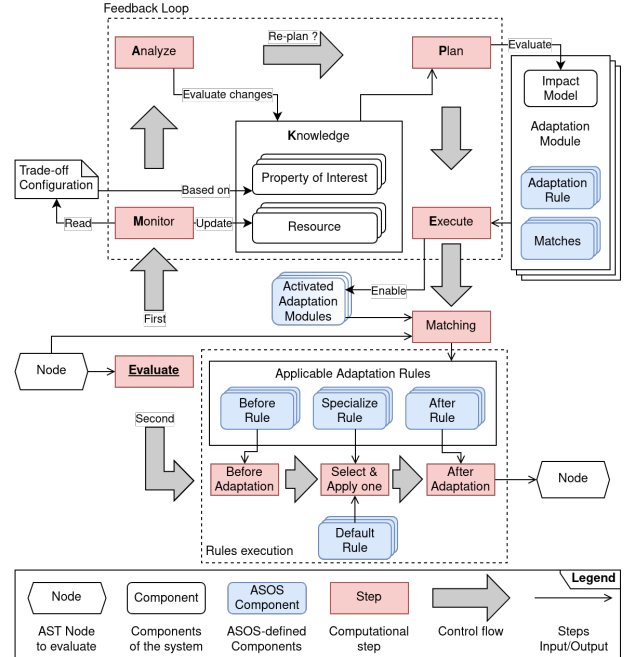 Feedback Loop
Analyze
Re-plan ?
Plan
Evaluate
Impact
Model
Adaptation
Module
Evaluate changes
Knowledge
Property of Interest
Resource
Trade-off
Configuration
Based on
Read
Monitor
Update
Execute
Adaptation
Rule
Matches
First
Activated
Adaptation
Modules
Enable
Matching
Node
Evaluate
Second
Applicable Adaptation Rules
Before
Rule
Specialize
Rule
After
Rule
Before
Adaptation
Select &
Apply one
After
Adaptation
Node
Default
Rule
Rules execution
Legend
Node
Component
ASOS
Component
Step
AST Node
to evaluate
Components
of the system
ASOS-defined
Components
Computational
step
Control flow
Steps
Input/Output